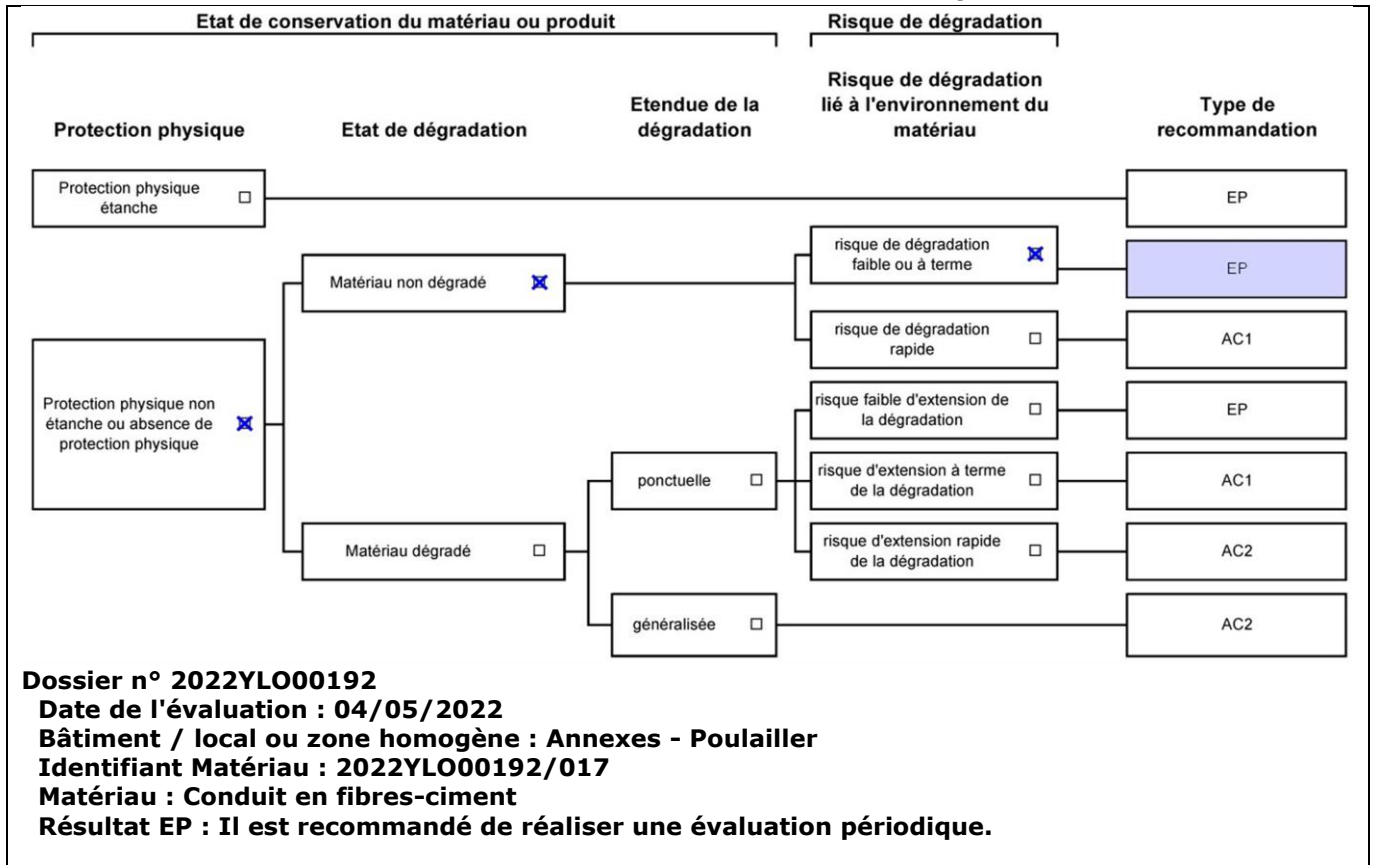 Etat de conservation du matériau ou produit
Risque de dégradation
Protection physique
Etat de dégradation
Etendue de la
dégradation
Risque de dégradation
lié à l'environnement du
matériau
Type de
recommandation
Protection physique
étanche
EP
risque de dégradation
faible ou à terme
EP
Matériau non dégradé
risque de dégradation
rapide
AC1
Protection physique non
étanche ou absence de
protection physique
risque faible d'extension de
la dégradation
EP
ponctuelle
risque d'extension à terme
de la dégradation
AC1
Matériau dégradé
risque d'extension rapide
de la dégradation
AC2
généralisée
AC2
Dossier n° 2022YLO00192
Date de l'évaluation : 04/05/2022
Bâtiment / local ou zone homogène : Annexes - Poulailler
Identifiant Matériau : 2022YLO00192/017
Matériau : Conduit en fibres-ciment
Résultat EP : Il est recommandé de réaliser une évaluation périodique.